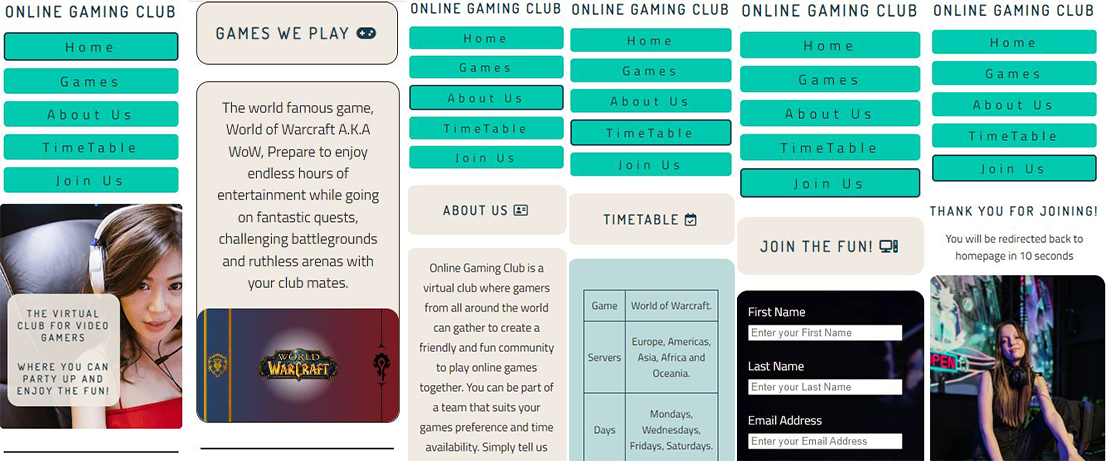 ONLINE GAMING CLUB
Home
Games
About Us
TimeTable
Join Us
THE VIRTUAL
CLUB FOR VIDEO
GAMERS
WHERE YOU CAN
PARTY UP AND
ENJOY THE FUN!
GAMES WE PLAY
The world famous game,
World of Warcraft A.K.A
WoW, Prepare to enjoy
endless hours of
entertainment while going
on fantastic quests,
challenging battlegrounds
and ruthless arenas with
your club mates.
WORLD
OF
WARCRAFT
ONLINE GAMING CLUB
Home
Games
About Us
TimeTable
Join Us
ABOUT US
Online Gaming Club is a
virtual club where gamers
from all around the world
can gather to create a
friendly and fun community
to play online games
together. You can be part of
a team that suits your
games preference and time
availability. Simply tell us
ONLINE GAMING CLUB
Home
Games
About Us
TimeTable
Join Us
TIMETABLE
Game World of Warcraft.
Servers Europe, Americas,
Asia, Africa and
Oceania.
Days Mondays,
Wednesdays,
Fridays, Saturdays.
ONLINE GAMING CLUB
Home
Games
About Us
TimeTable
Join Us
JOIN THE FUN!
First Name
Enter your First Name
Last Name
Enter your Last Name
Email Address
Enter your Email Address
ONLINE GAMING CLUB
Home
Games
About Us
TimeTable
Join Us
THANK YOU FOR JOINING!
You will be redirected back to
homepage in 10 seconds
OPEN